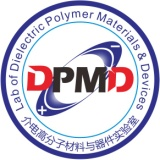 Lab of Dielectric Polymer Materials & Devices
DPMD
介电高分子材料与器件实验室